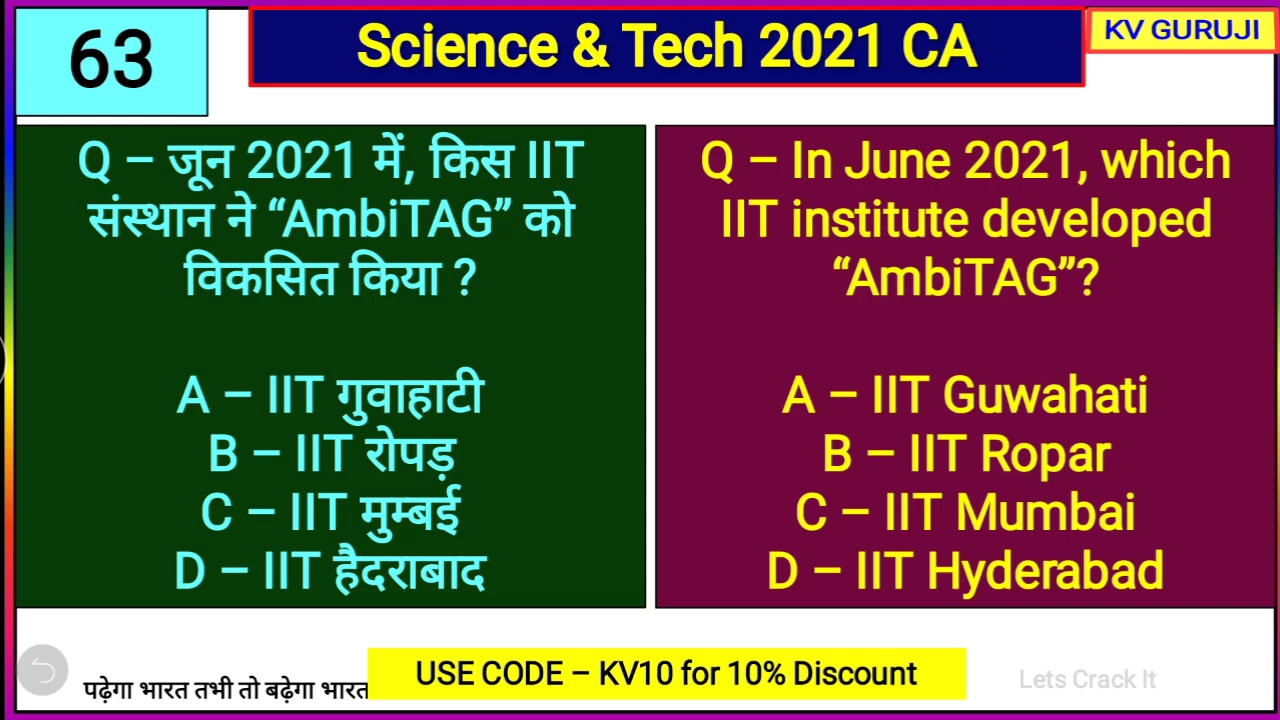 63
Science & Tech 2021 CA
KV GURUJI
Q – जून 2021 में, किस IIT
संस्थान ने “AmbiTAG” को
विकसित किया ?
A – IIT गुवाहाटी
B – IIT रोपड़
C – IIT मुम्बई
D – IIT हैदराबाद
Q – In June 2021, which
IIT institute developed
“AmbiTAG”?
A – IIT Guwahati
B – IIT Ropar
C – IIT Mumbai
D – IIT Hyderabad
पढ़ेगा भारत तभी तो बढ़ेगा भारत
USE CODE – KV10 for 10% Discount
Lets Crack It